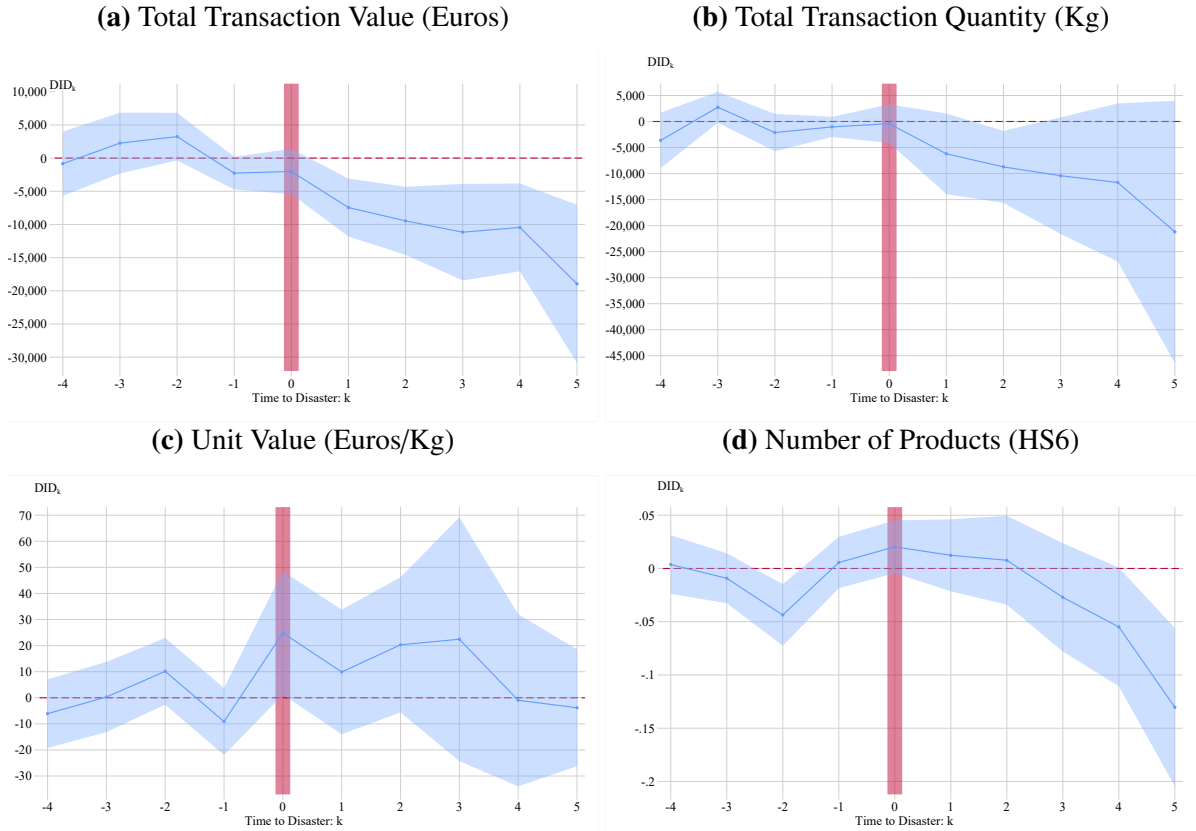 (a) Total Transaction Value (Euros)
DIDk
10,000
5,000
0
-5,000
-10,000
-15,000
-20,000
-25,000
-30,000
-4 -3 -2 -1 0 1 2 3 4 5
Time to Disaster: k
(b) Total Transaction Quantity (Kg)
DIDk
5,000
0
-5,000
-10,000
-15,000
-20,000
-25,000
-30,000
-35,000
-40,000
-45,000
-4 -3 -2 -1 0 1 2 3 4 5
Time to Disaster: k
(c) Unit Value (Euros/Kg)
DIDk
70
60
50
40
30
20
10
0
-10
-20
-30
-4 -3 -2 -1 0 1 2 3 4 5
Time to Disaster: k
(d) Number of Products (HS6)
DIDk
.05
0
-.05
-.1
-.15
-.2
-4 -3 -2 -1 0 1 2 3 4 5
Time to Disaster: k